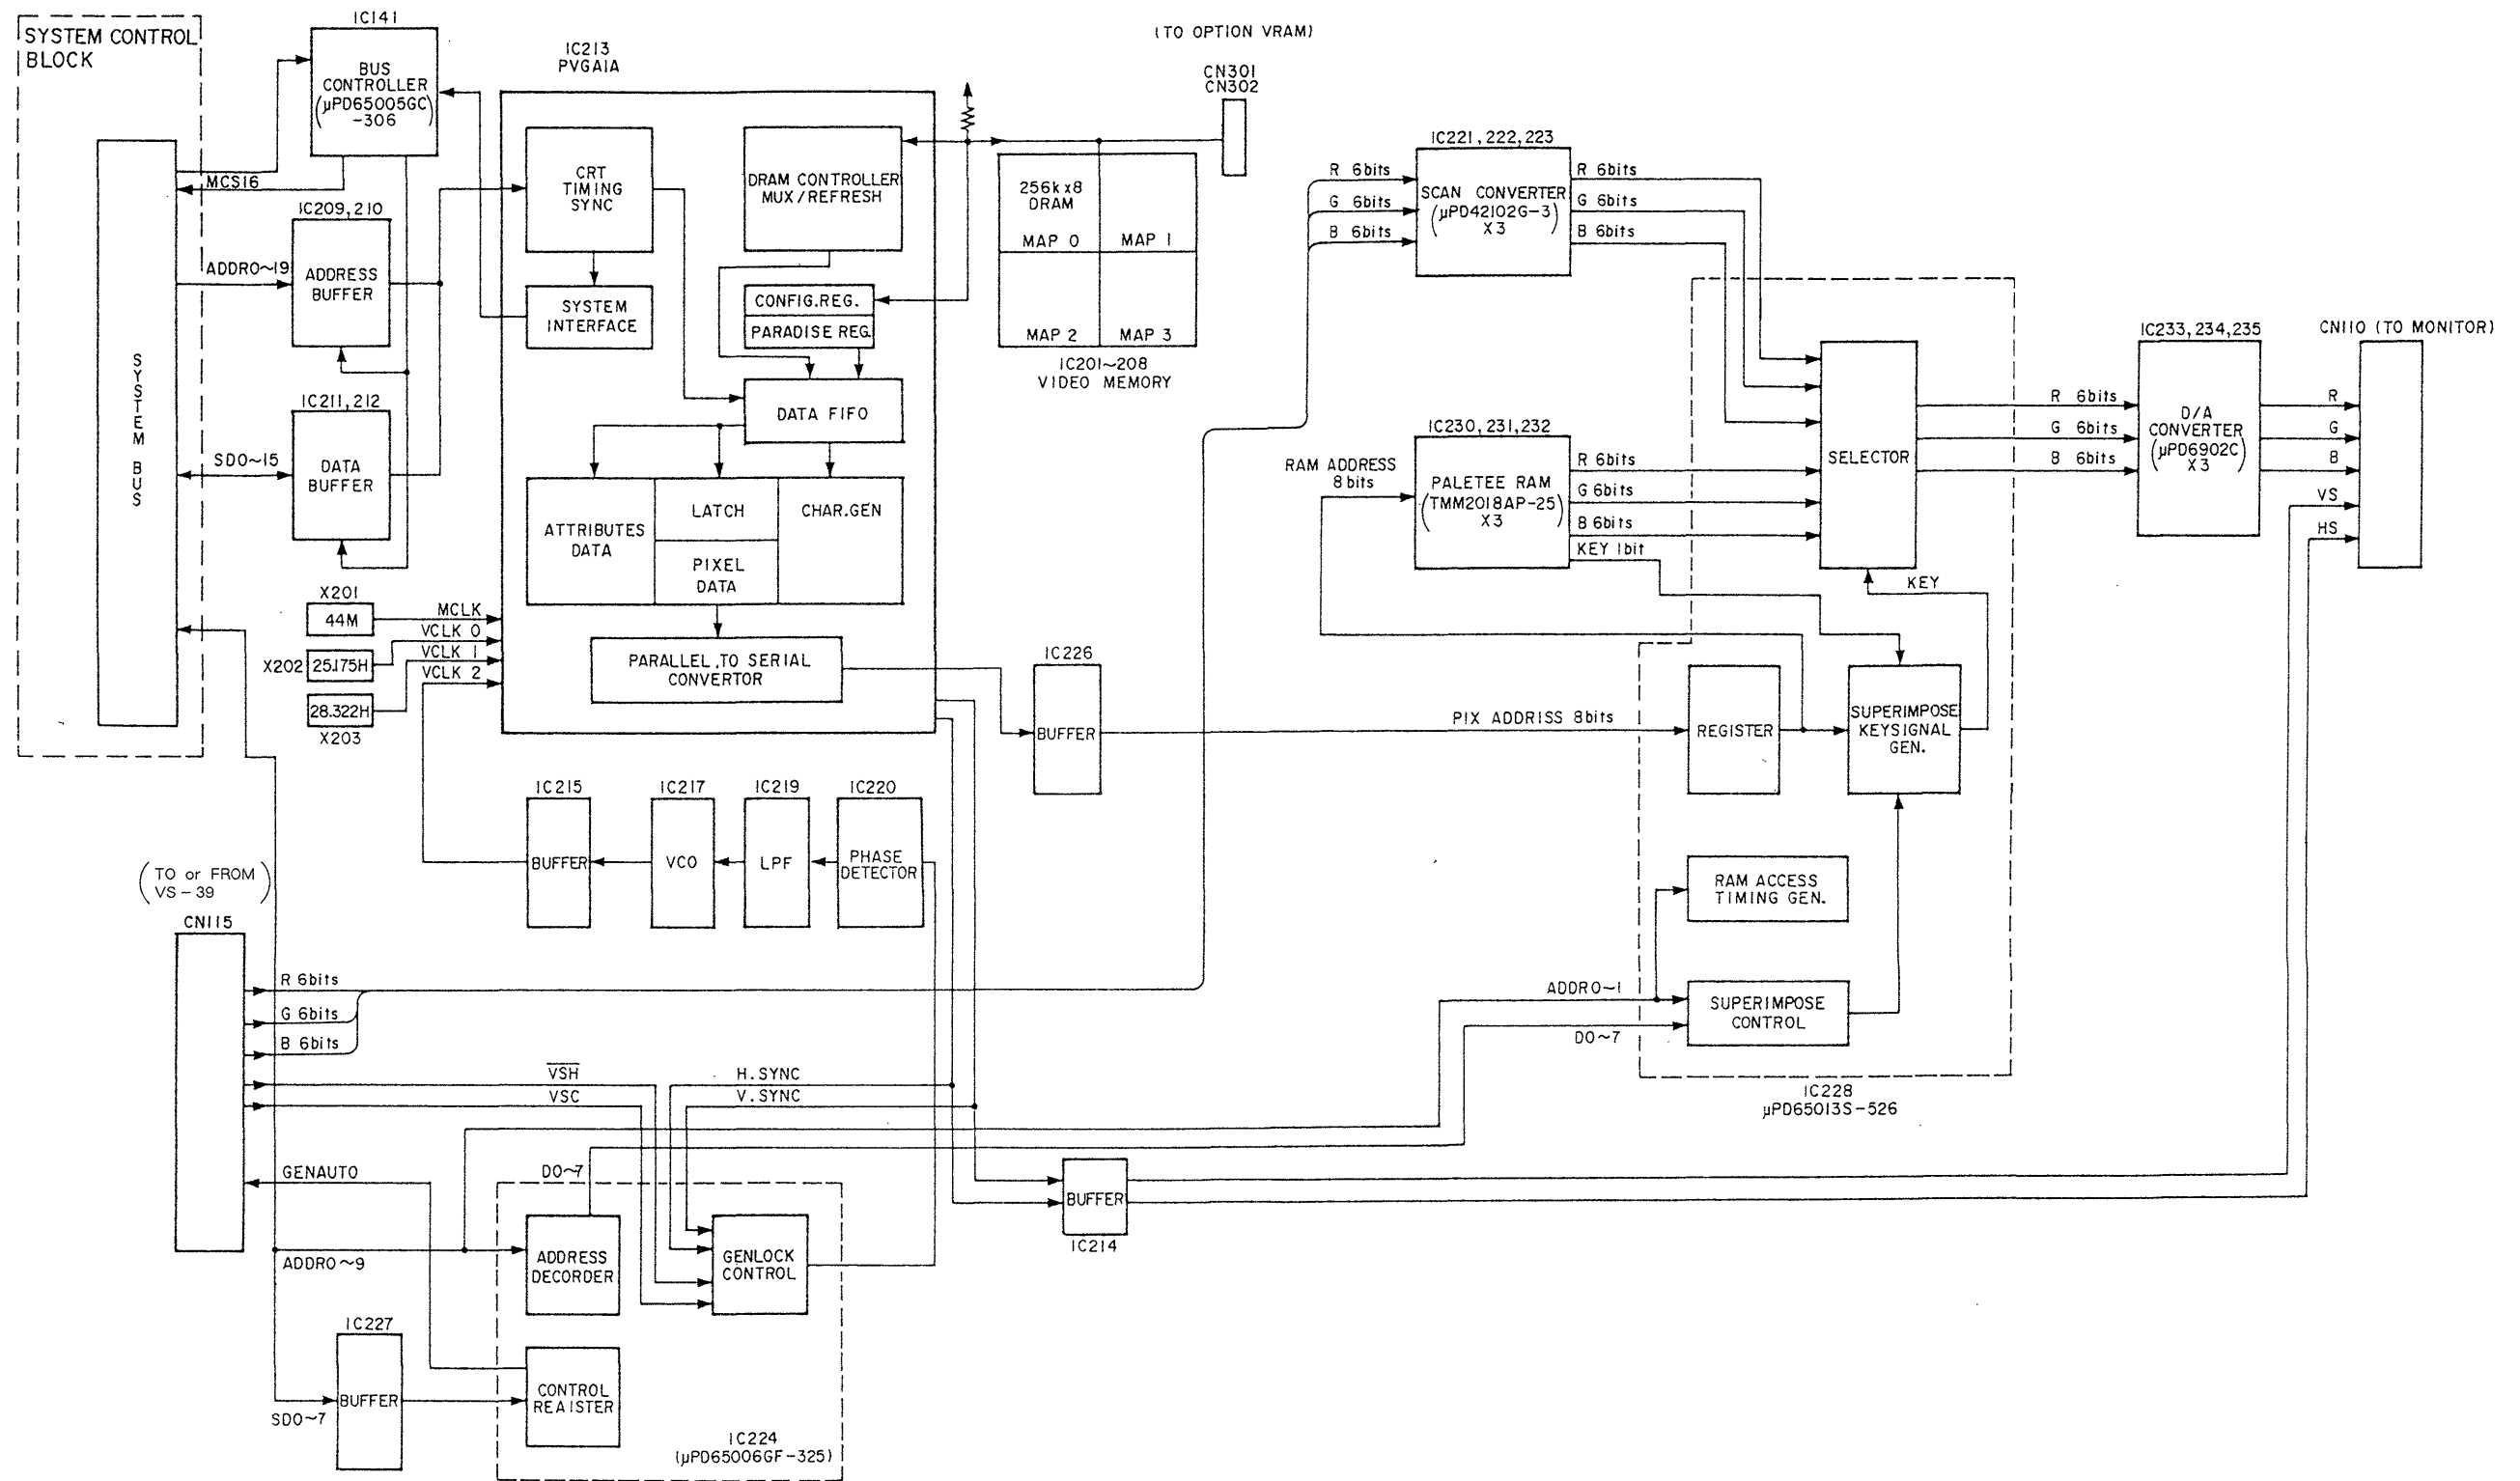 SYSTEM CONTROL
BLOCK
SYSTEM BUS
IC141
BUS
CONTROLLER
(µPD65005GC
-306)
MCS16
IC209,210
ADDR0~19
ADDRESS
BUFFER
IC211,212
SD0~15
DATA
BUFFER
X201
44M
MCLK
VCLK 0
X202
25.175H
VCLK 1
VCLK 2
28.322H
X203
IC213
PVGA1A
CRT
TIMING
SYNC
DRAM CONTROLLER
MUX/REFRESH
SYSTEM
INTERFACE
CONFIG.REG.
PARADISE REG.
DATA FIFO
ATTRIBUTES
DATA
LATCH
PIXEL
DATA
CHAR.GEN
PARALLEL TO SERIAL
CONVERTOR
(TO OPTION VRAM)
CN301
CN302
256k x8
DRAM
MAP 0
MAP 1
MAP 2
MAP 3
IC201~208
VIDEO MEMORY
IC221,222,223
R 6bits
G 6bits
B 6bits
SCAN CONVERTER
(µPD42102G-3)
X3
R 6bits
G 6bits
B 6bits
IC230,231,232
RAM ADDRESS
8bits
PALETEE RAM
(TMM2018AP-25)
X3
R 6bits
G 6bits
B 6bits
KEY 1bit
SELECTOR
KEY
R 6bits
G 6bits
B 6bits
IC233,234,235
D/A
CONVERTER
(µPD6902C)
X3
CN110 (TO MONITOR)
R
G
B
VS
HS
IC226
BUFFER
PIX ADDRISS 8bits
REGISTER
SUPERIMPOSE
KEYSIGNAL
GEN.
RAM ACCESS
TIMING GEN.
ADDR0~1
SUPERIMPOSE
CONTROL
D0~7
IC228
µPD65013S-526
IC215
BUFFER
IC217
VCO
IC219
LPF
IC220
PHASE
DETECTOR
(TO or FROM
VS-39)
CN115
R 6bits
G 6bits
B 6bits
VSH
VSC
H.SYNC
V.SYNC
GENAUTO
D0~7
ADDR0~9
ADDRESS
DECORDER
GENLOCK
CONTROL
BUFFER
IC214
IC227
BUFFER
SD0~7
CONTROL
REAISTER
IC224
(µPD65006GF-325)